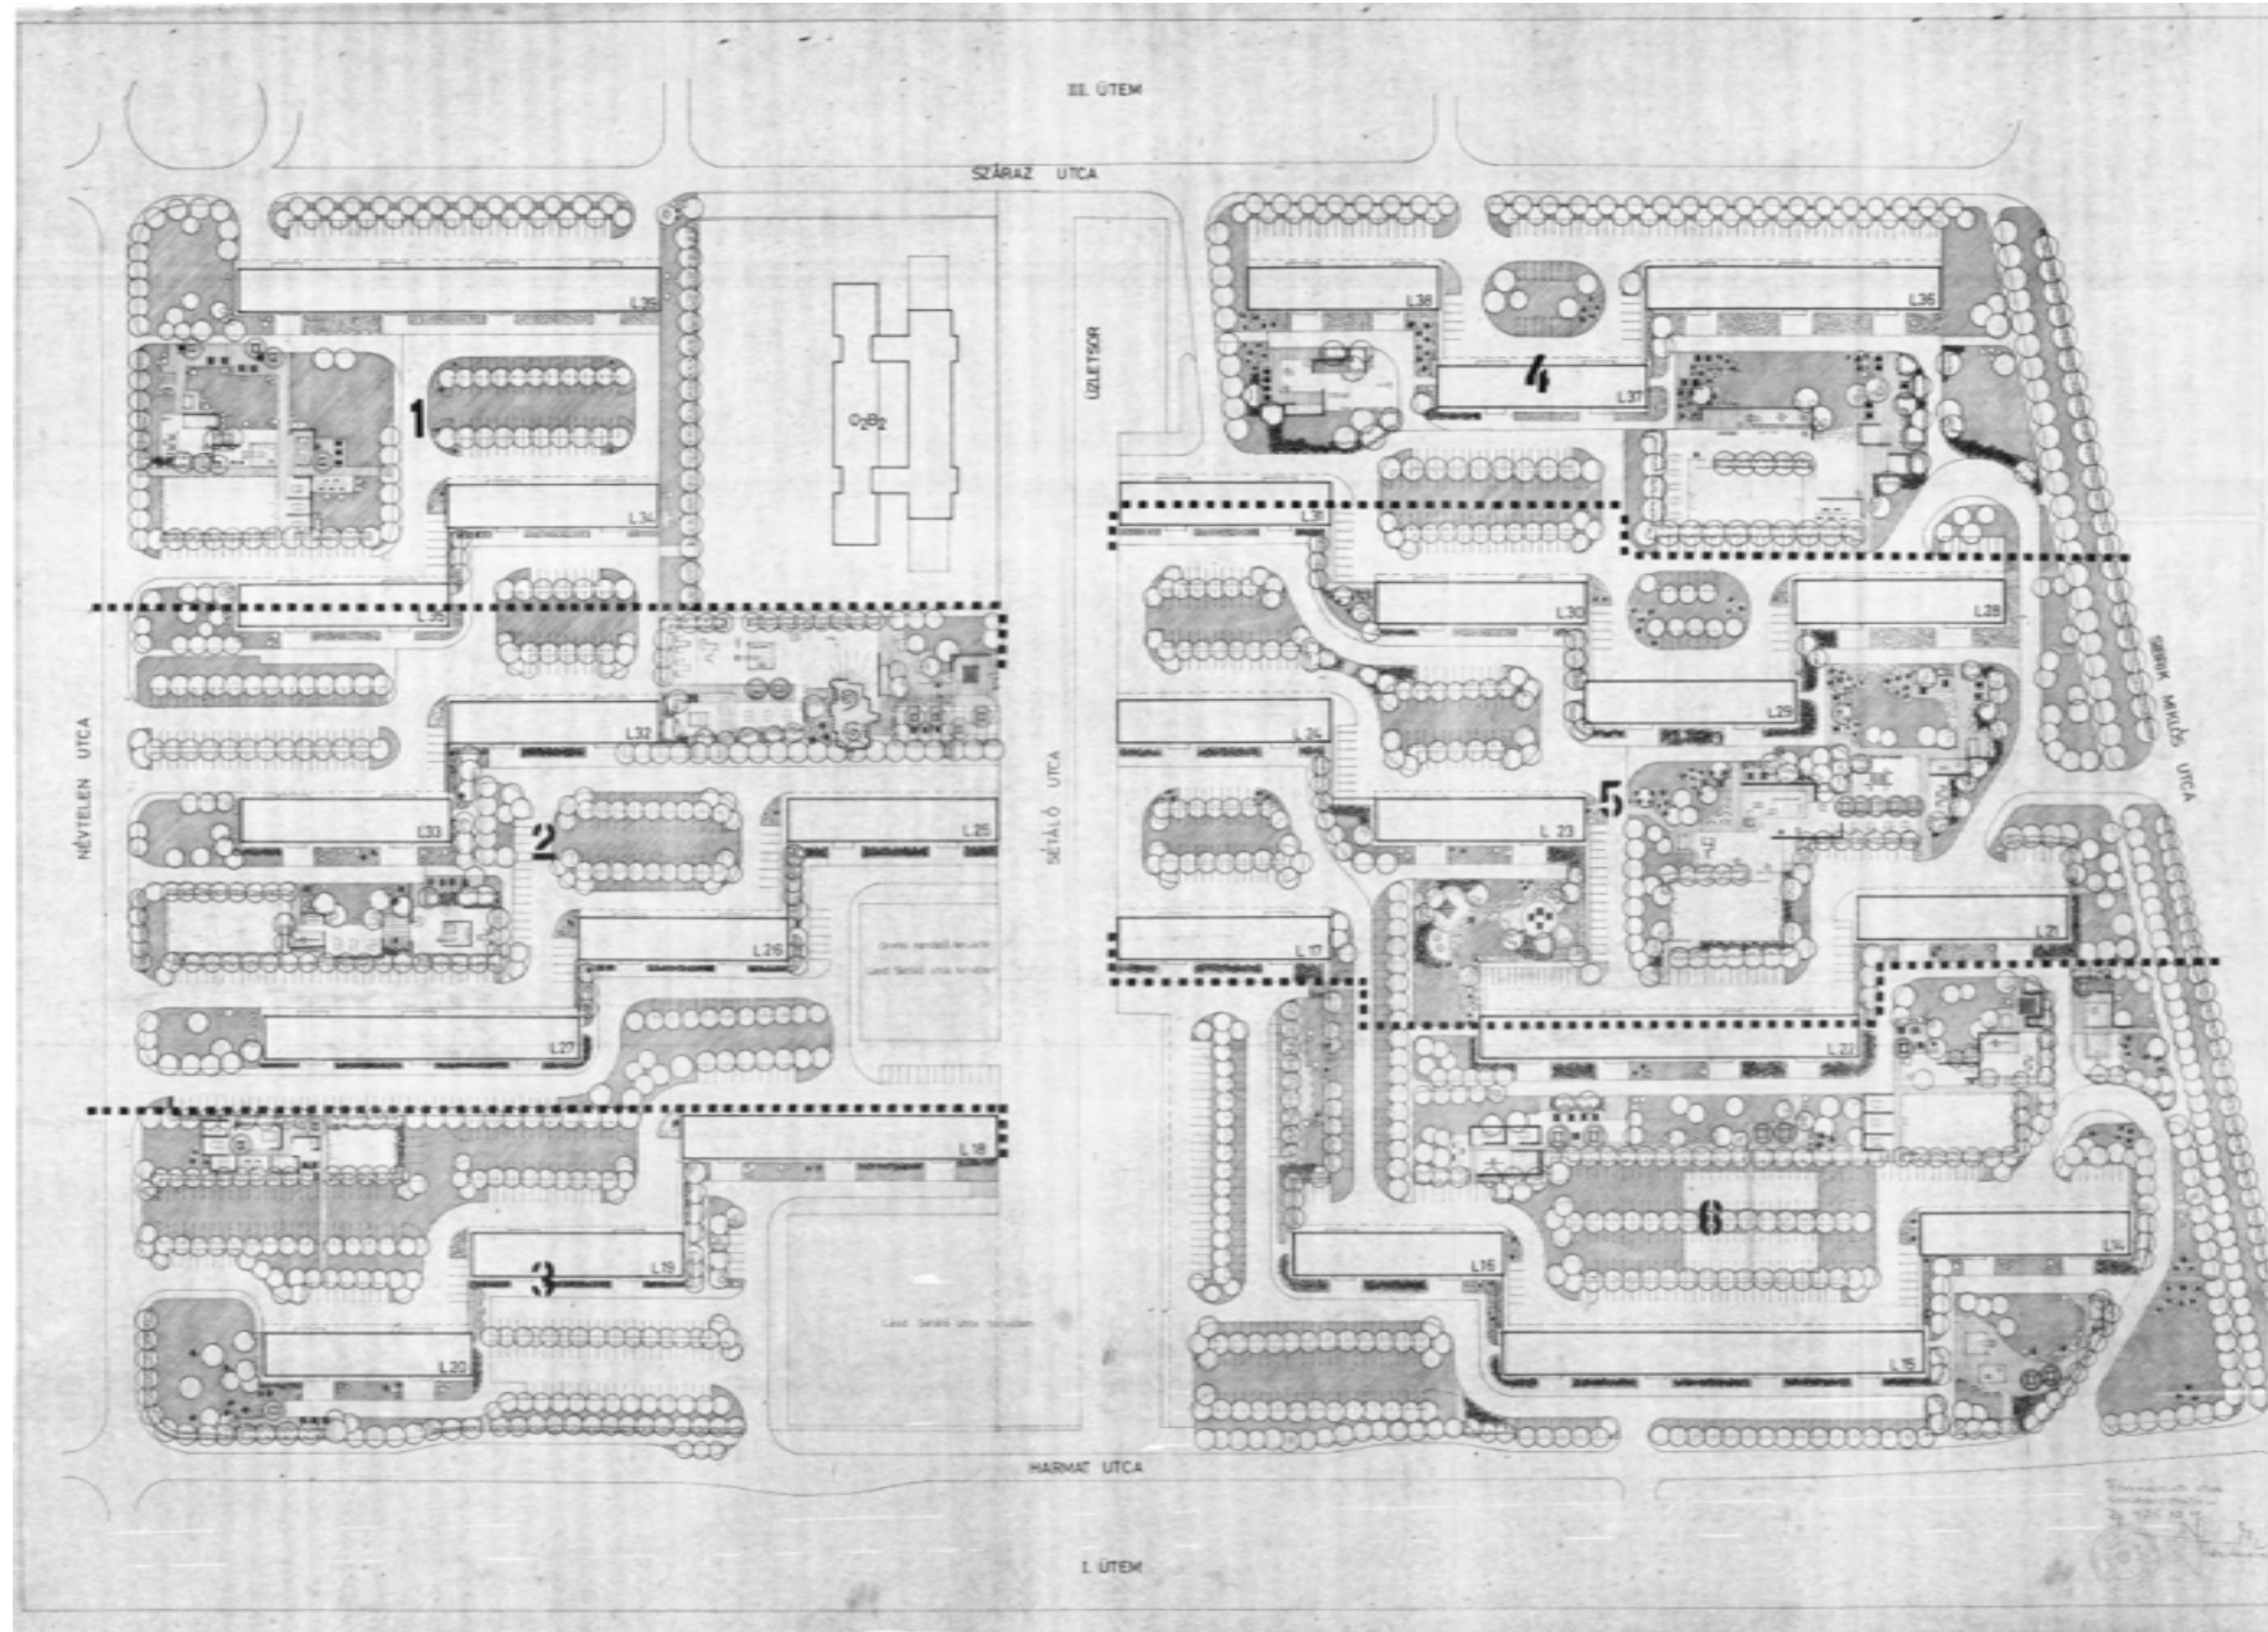 III. ÜTEM
SZÁRAZ UTCA
L39
L38
L36
ÜZLETSOR
4
L37
1
O₂B₂
L34
L31
L35
L30
L28
NÉVTELEN UTCA
L32
L24
L29
MIKLÓS UTCA
SÉTÁLÓ UTCA
L33
2
L25
L 23
5
L26
L17
L21
L27
L22
L18
L19
3
L16
6
L14
L20
L15
HARMAT UTCA
I. ÜTEM